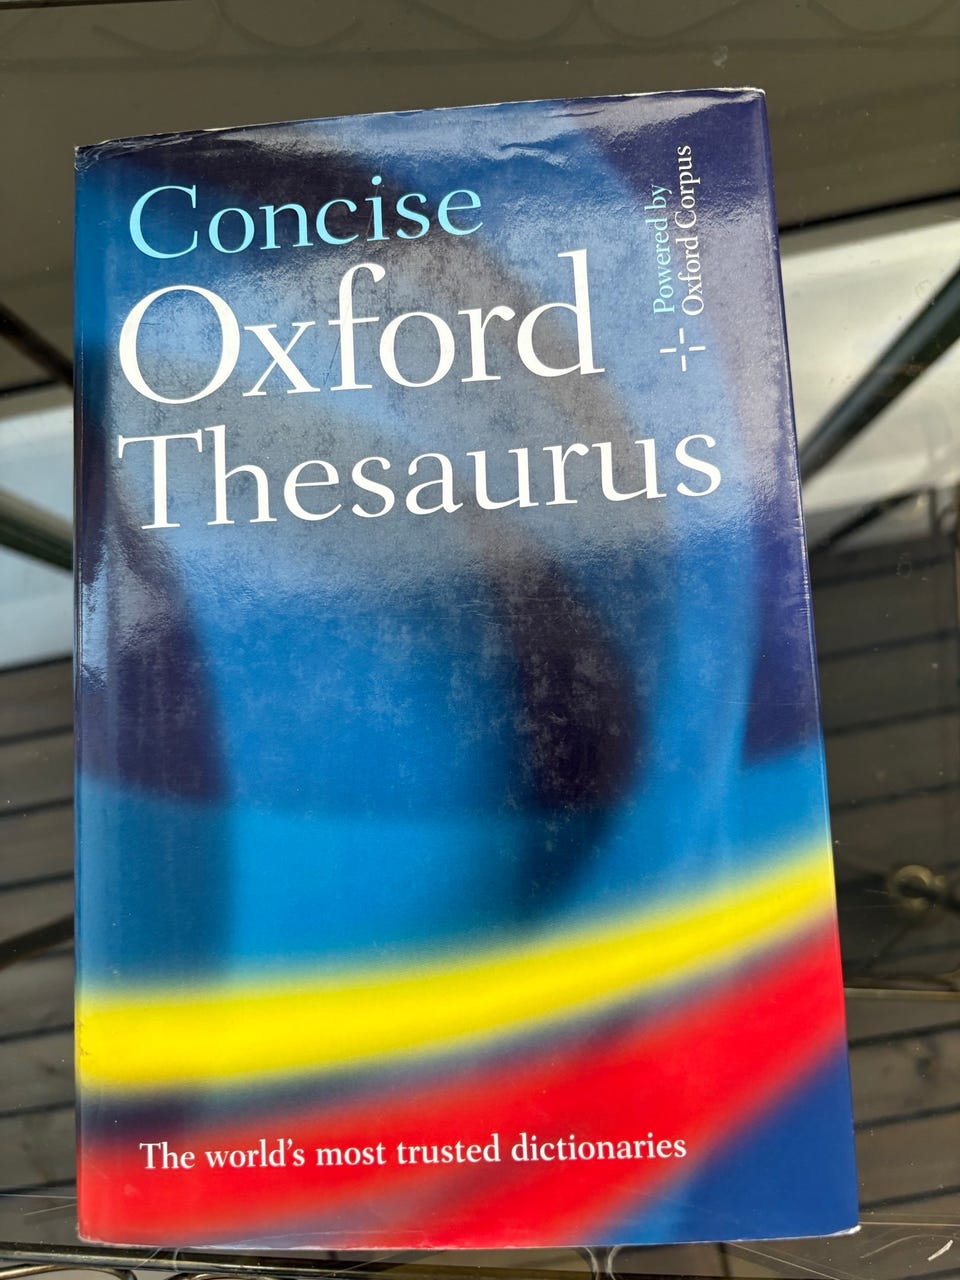 Concise
Oxford
Thesaurus
Powered by
Oxford Corpus
The world's most trusted dictionaries